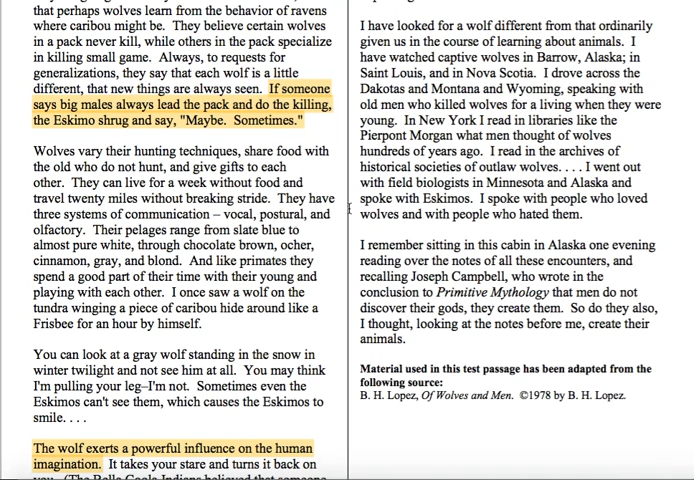 that perhaps wolves learn from the behavior of ravens
where caribou might be.  They believe certain wolves
in a pack never kill, while others in the pack specialize
in killing small game.  Always, to requests for
generalizations, they say that each wolf is a little
different, that new things are always seen.  If someone
says big males always lead the pack and do the killing,
the Eskimo shrug and say, "Maybe.  Sometimes."
Wolves vary their hunting techniques, share food with
the old who do not hunt, and give gifts to each
other.  They can live for a week without food and
travel twenty miles without breaking stride.  They have
three systems of communication – vocal, postural, and
olfactory.  Their pelages range from slate blue to
almost pure white, through chocolate brown, ocher,
cinnamon, gray, and blond.  And like primates they
spend a good part of their time with their young and
playing with each other.  I once saw a wolf on the
tundra winging a piece of caribou hide around like a
Frisbee for an hour by himself.
You can look at a gray wolf standing in the snow in
winter twilight and not see him at all.  You may think
I'm pulling your leg–I'm not.  Sometimes even the
Eskimos can't see them, which causes the Eskimos to
smile. . . .
The wolf exerts a powerful influence on the human
imagination.  It takes your stare and turns it back on
I have looked for a wolf different from that ordinarily
given us in the course of learning about animals.  I
have watched captive wolves in Barrow, Alaska; in
Saint Louis, and in Nova Scotia.  I drove across the
Dakotas and Montana and Wyoming, speaking with
old men who killed wolves for a living when they were
young.  In New York I read in libraries like the
Pierpont Morgan what men thought of wolves
hundreds of years ago.  I read in the archives of
historical societies of outlaw wolves. . . . I went out
with field biologists in Minnesota and Alaska and
spoke with Eskimos.  I spoke with people who loved
wolves and with people who hated them.
I remember sitting in this cabin in Alaska one evening
reading over the notes of all these encounters, and
recalling Joseph Campbell, who wrote in the
conclusion to Primitive Mythology that men do not
discover their gods, they create them.  So do they also,
I thought, looking at the notes before me, create their
animals.
Material used in this test passage has been adapted from the
following source:
B. H. Lopez, Of Wolves and Men.  ©1978 by B. H. Lopez.